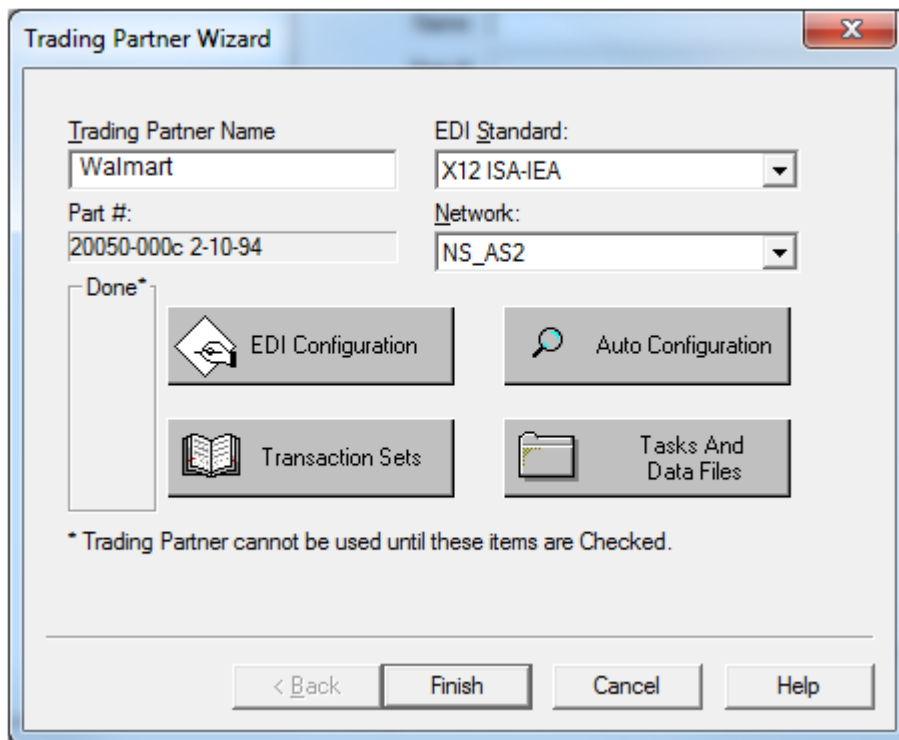 Trading Partner Wizard
Trading Partner Name
EDI Standard:
Walmart
X12 ISA-IEA
Part #:
Network:
20050-000c 2-10-94
NS_AS2
Done*
EDI Configuration
Auto Configuration
Transaction Sets
Tasks And
Data Files
* Trading Partner cannot be used until these items are Checked.
< Back
Finish
Cancel
Help